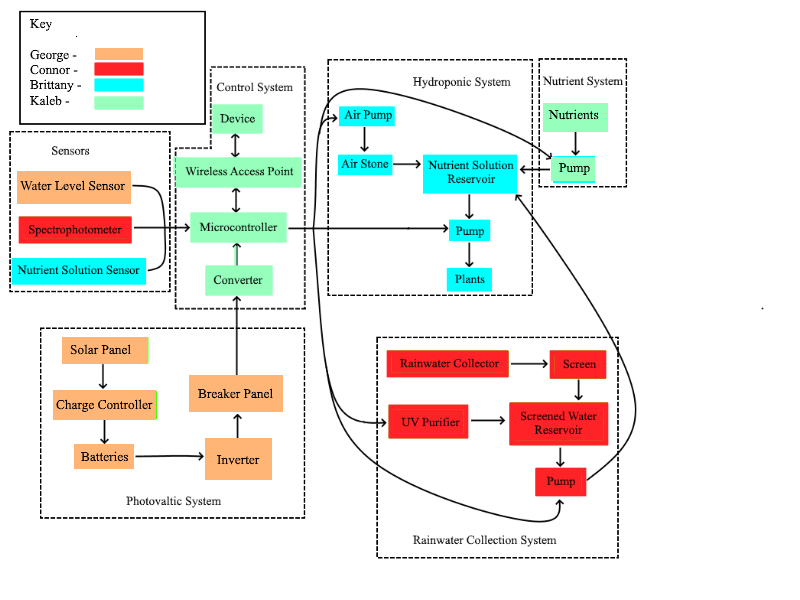 Key
George -
Connor -
Brittany -
Kaleb -
Sensors
Water Level Sensor
Spectrophotometer
Nutrient Solution Sensor
Control System
Device
Wireless Access Point
Microcontroller
Converter
Hydroponic System
Air Pump
Air Stone
Nutrient Solution
Reservoir
Pump
Plants
Nutrient System
Nutrients
Pump
Solar Panel
Charge Controller
Batteries
Breaker Panel
Inverter
Photovaltic System
Rainwater Collector
Screen
UV Purifier
Screened Water
Reservoir
Pump
Rainwater Collection System